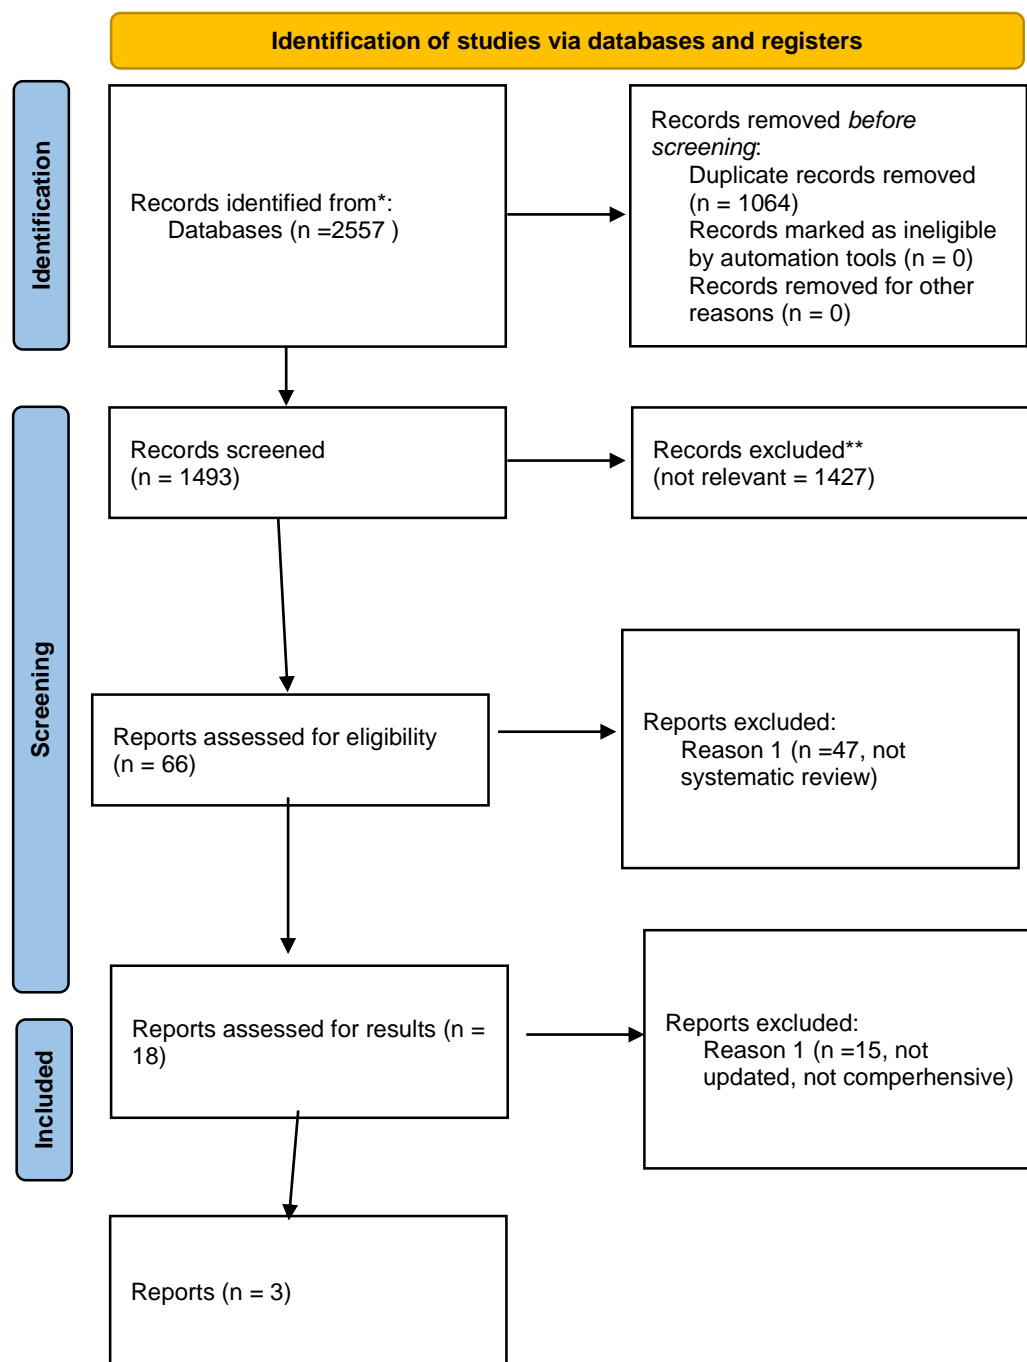 Identification of studies via databases and registers
Identification
Records identified from*:
Databases (n =2557 )
Records removed before
screening:
Duplicate records removed
(n = 1064)
Records marked as ineligible
by automation tools (n = 0)
Records removed for other
reasons (n = 0)
Screening
Records screened
(n = 1493)
Records excluded**
(not relevant = 1427)
Reports assessed for eligibility
(n = 66)
Reports excluded:
Reason 1 (n =47, not
systematic review)
Reports assessed for results (n =
18)
Reports excluded:
Reason 1 (n =15, not
updated, not comperhensive)
Included
Reports (n = 3)